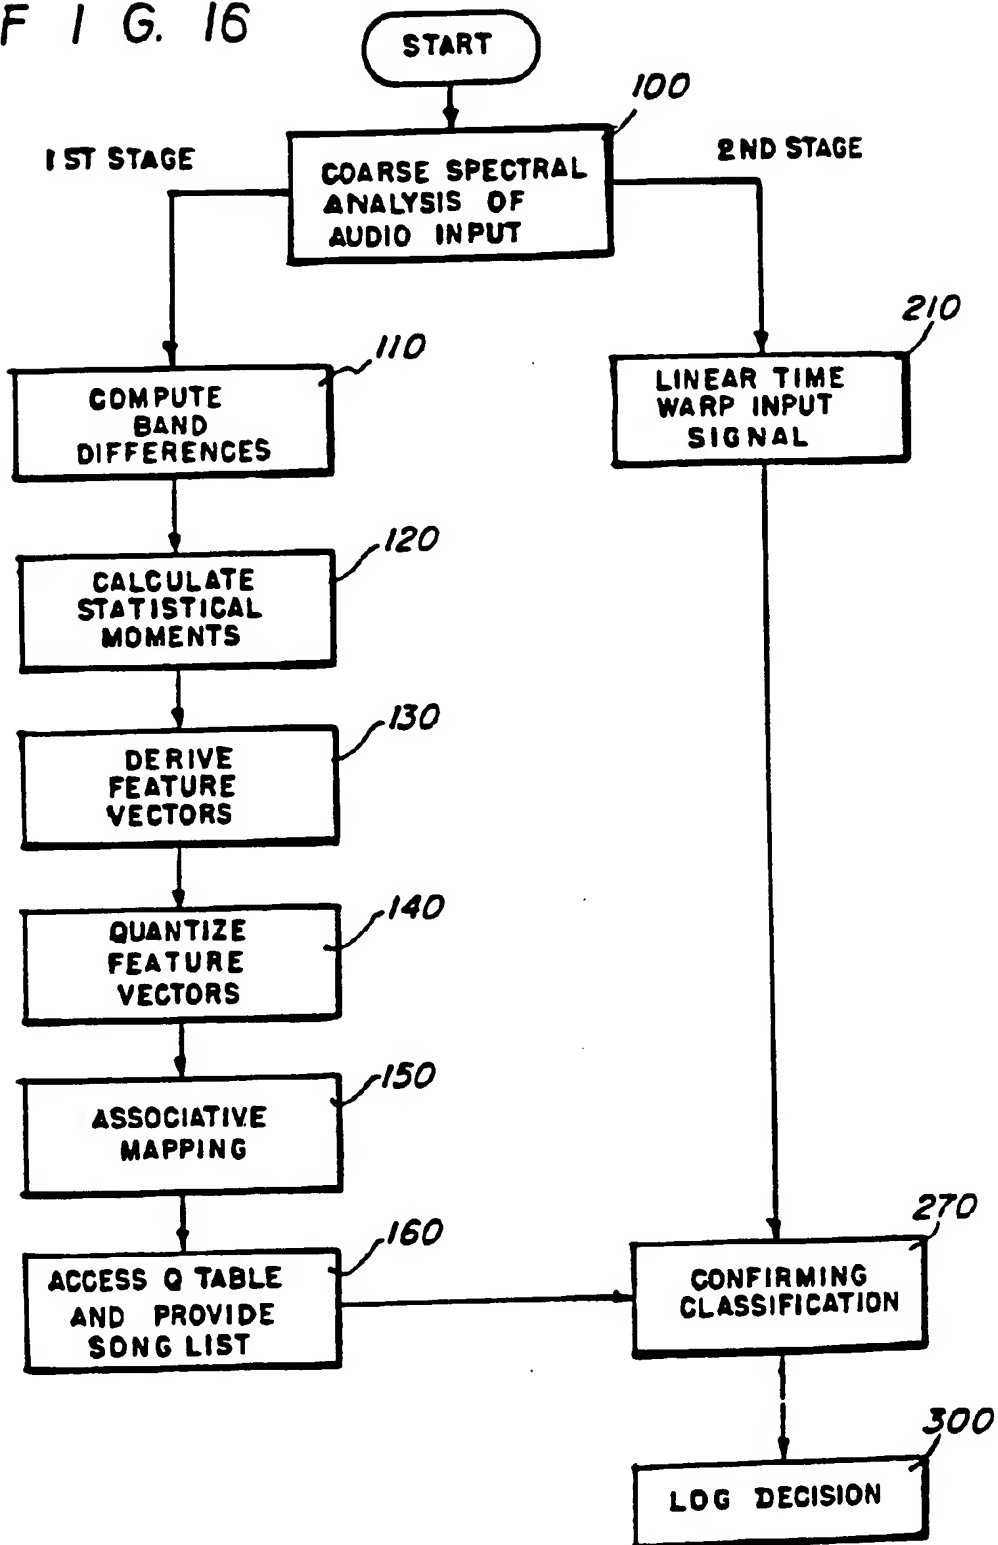 F I G. 16
START
100
1ST STAGE
2ND STAGE
COARSE SPECTRAL
ANALYSIS OF
AUDIO INPUT
110
COMPUTE
BAND
DIFFERENCES
210
LINEAR TIME
WARP INPUT
SIGNAL
120
CALCULATE
STATISTICAL
MOMENTS
130
DERIVE
FEATURE
VECTORS
140
QUANTIZE
FEATURE
VECTORS
150
ASSOCIATIVE
MAPPING
160
ACCESS Q TABLE
AND PROVIDE
SONG LIST
270
CONFIRMING
CLASSIFICATION
300
LOG DECISION